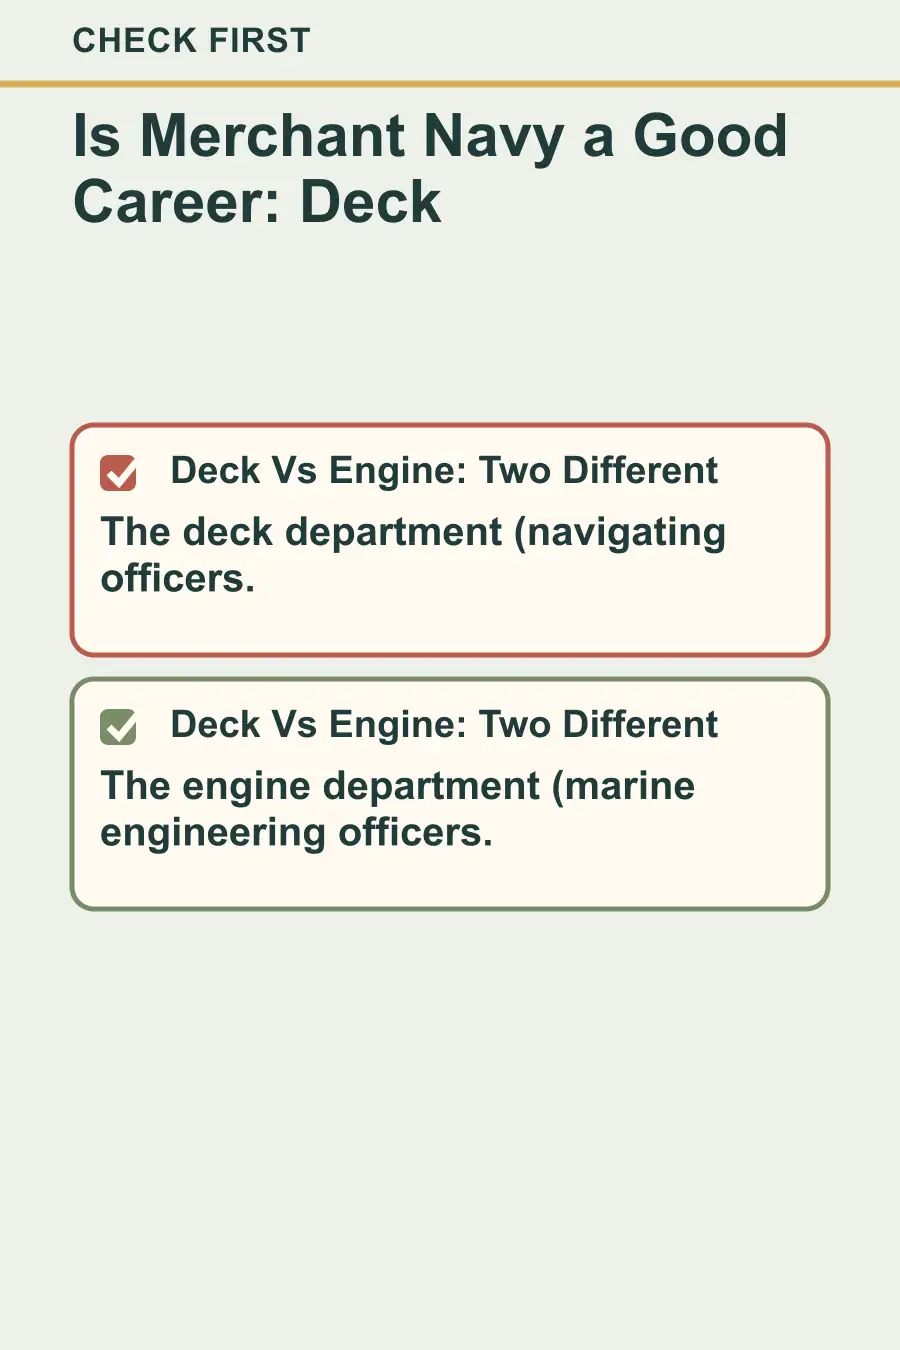 CHECK FIRST
Is Merchant Navy a Good
Career: Deck
Deck Vs Engine: Two Different
The deck department (navigating
officers.
Deck Vs Engine: Two Different
The engine department (marine
engineering officers.